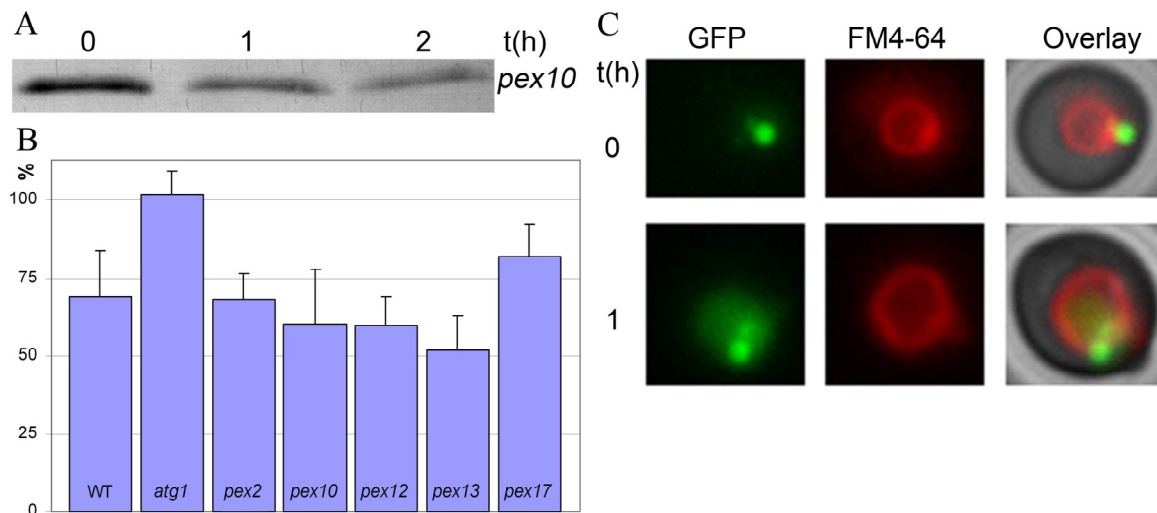 A
0 1 2 t(h)
pex10
B
%
100
75
50
25
0
WT atg1 pex2 pex10 pex12 pex13 pex17
C
GFP FM4-64 Overlay
t(h)
0
1